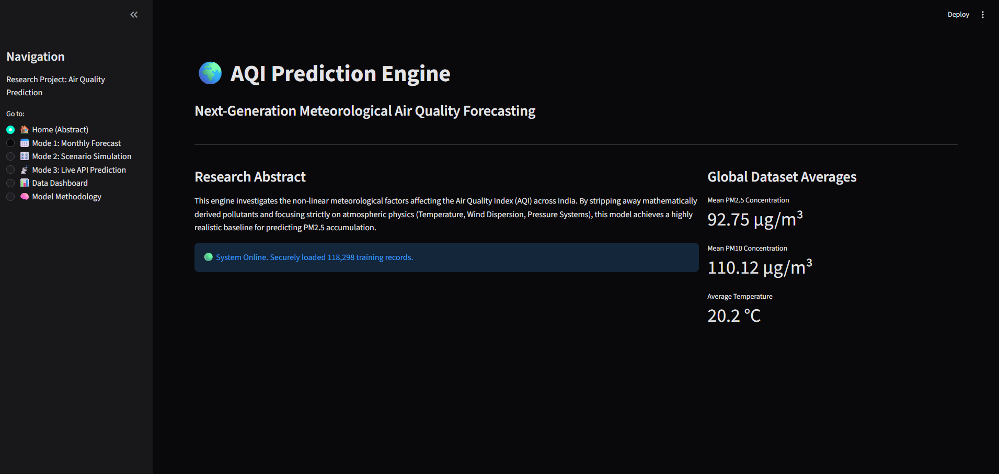 Deploy
Navigation
Research Project: Air Quality
Prediction
Go to:
Home (Abstract)
Mode 1: Monthly Forecast
Mode 2: Scenario Simulation
Mode 3: Live API Prediction
Data Dashboard
Model Methodology
AQI Prediction Engine
Next-Generation Meteorological Air Quality Forecasting
Research Abstract
This engine investigates the non-linear meteorological factors affecting the Air Quality Index (AQI) across India. By stripping away mathematically
derived pollutants and focusing strictly on atmospheric physics (Temperature, Wind Dispersion, Pressure Systems), this model achieves a highly
realistic baseline for predicting PM2.5 accumulation.
System Online. Securely loaded 118,298 training records.
Global Dataset Averages
Mean PM2.5 Concentration
92.75 µg/m³
Mean PM10 Concentration
110.12 µg/m³
Average Temperature
20.2 °C